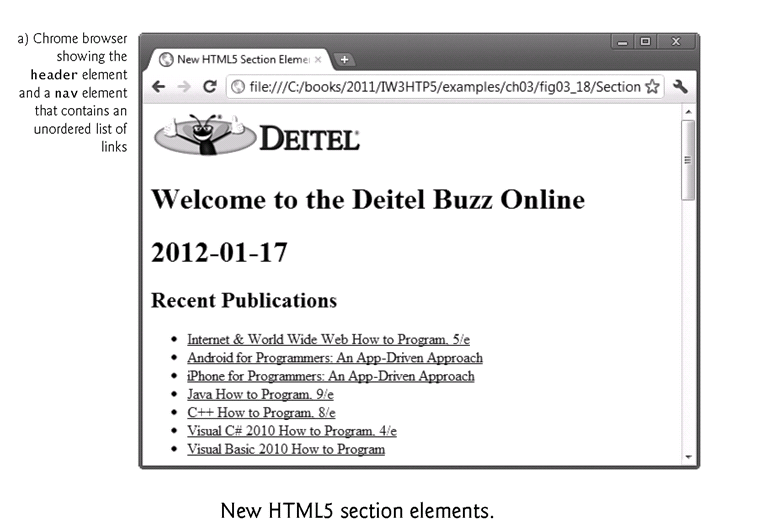 a) Chrome browser
showing the
header element
and a nav element
that contains an
unordered list of
links
New HTML5 Section Eleme
file:///C:/books/2011/IW3HTP5/examples/ch03/fig03_18/Section
DEITEL
Welcome to the Deitel Buzz Online
2012-01-17
Recent Publications
Internet & World Wide Web How to Program, 5/e
Android for Programmers: An App-Driven Approach
iPhone for Programmers: An App-Driven Approach
Java How to Program, 9/e
C++ How to Program, 8/e
Visual C# 2010 How to Program, 4/e
Visual Basic 2010 How to Program
New HTML5 section elements.